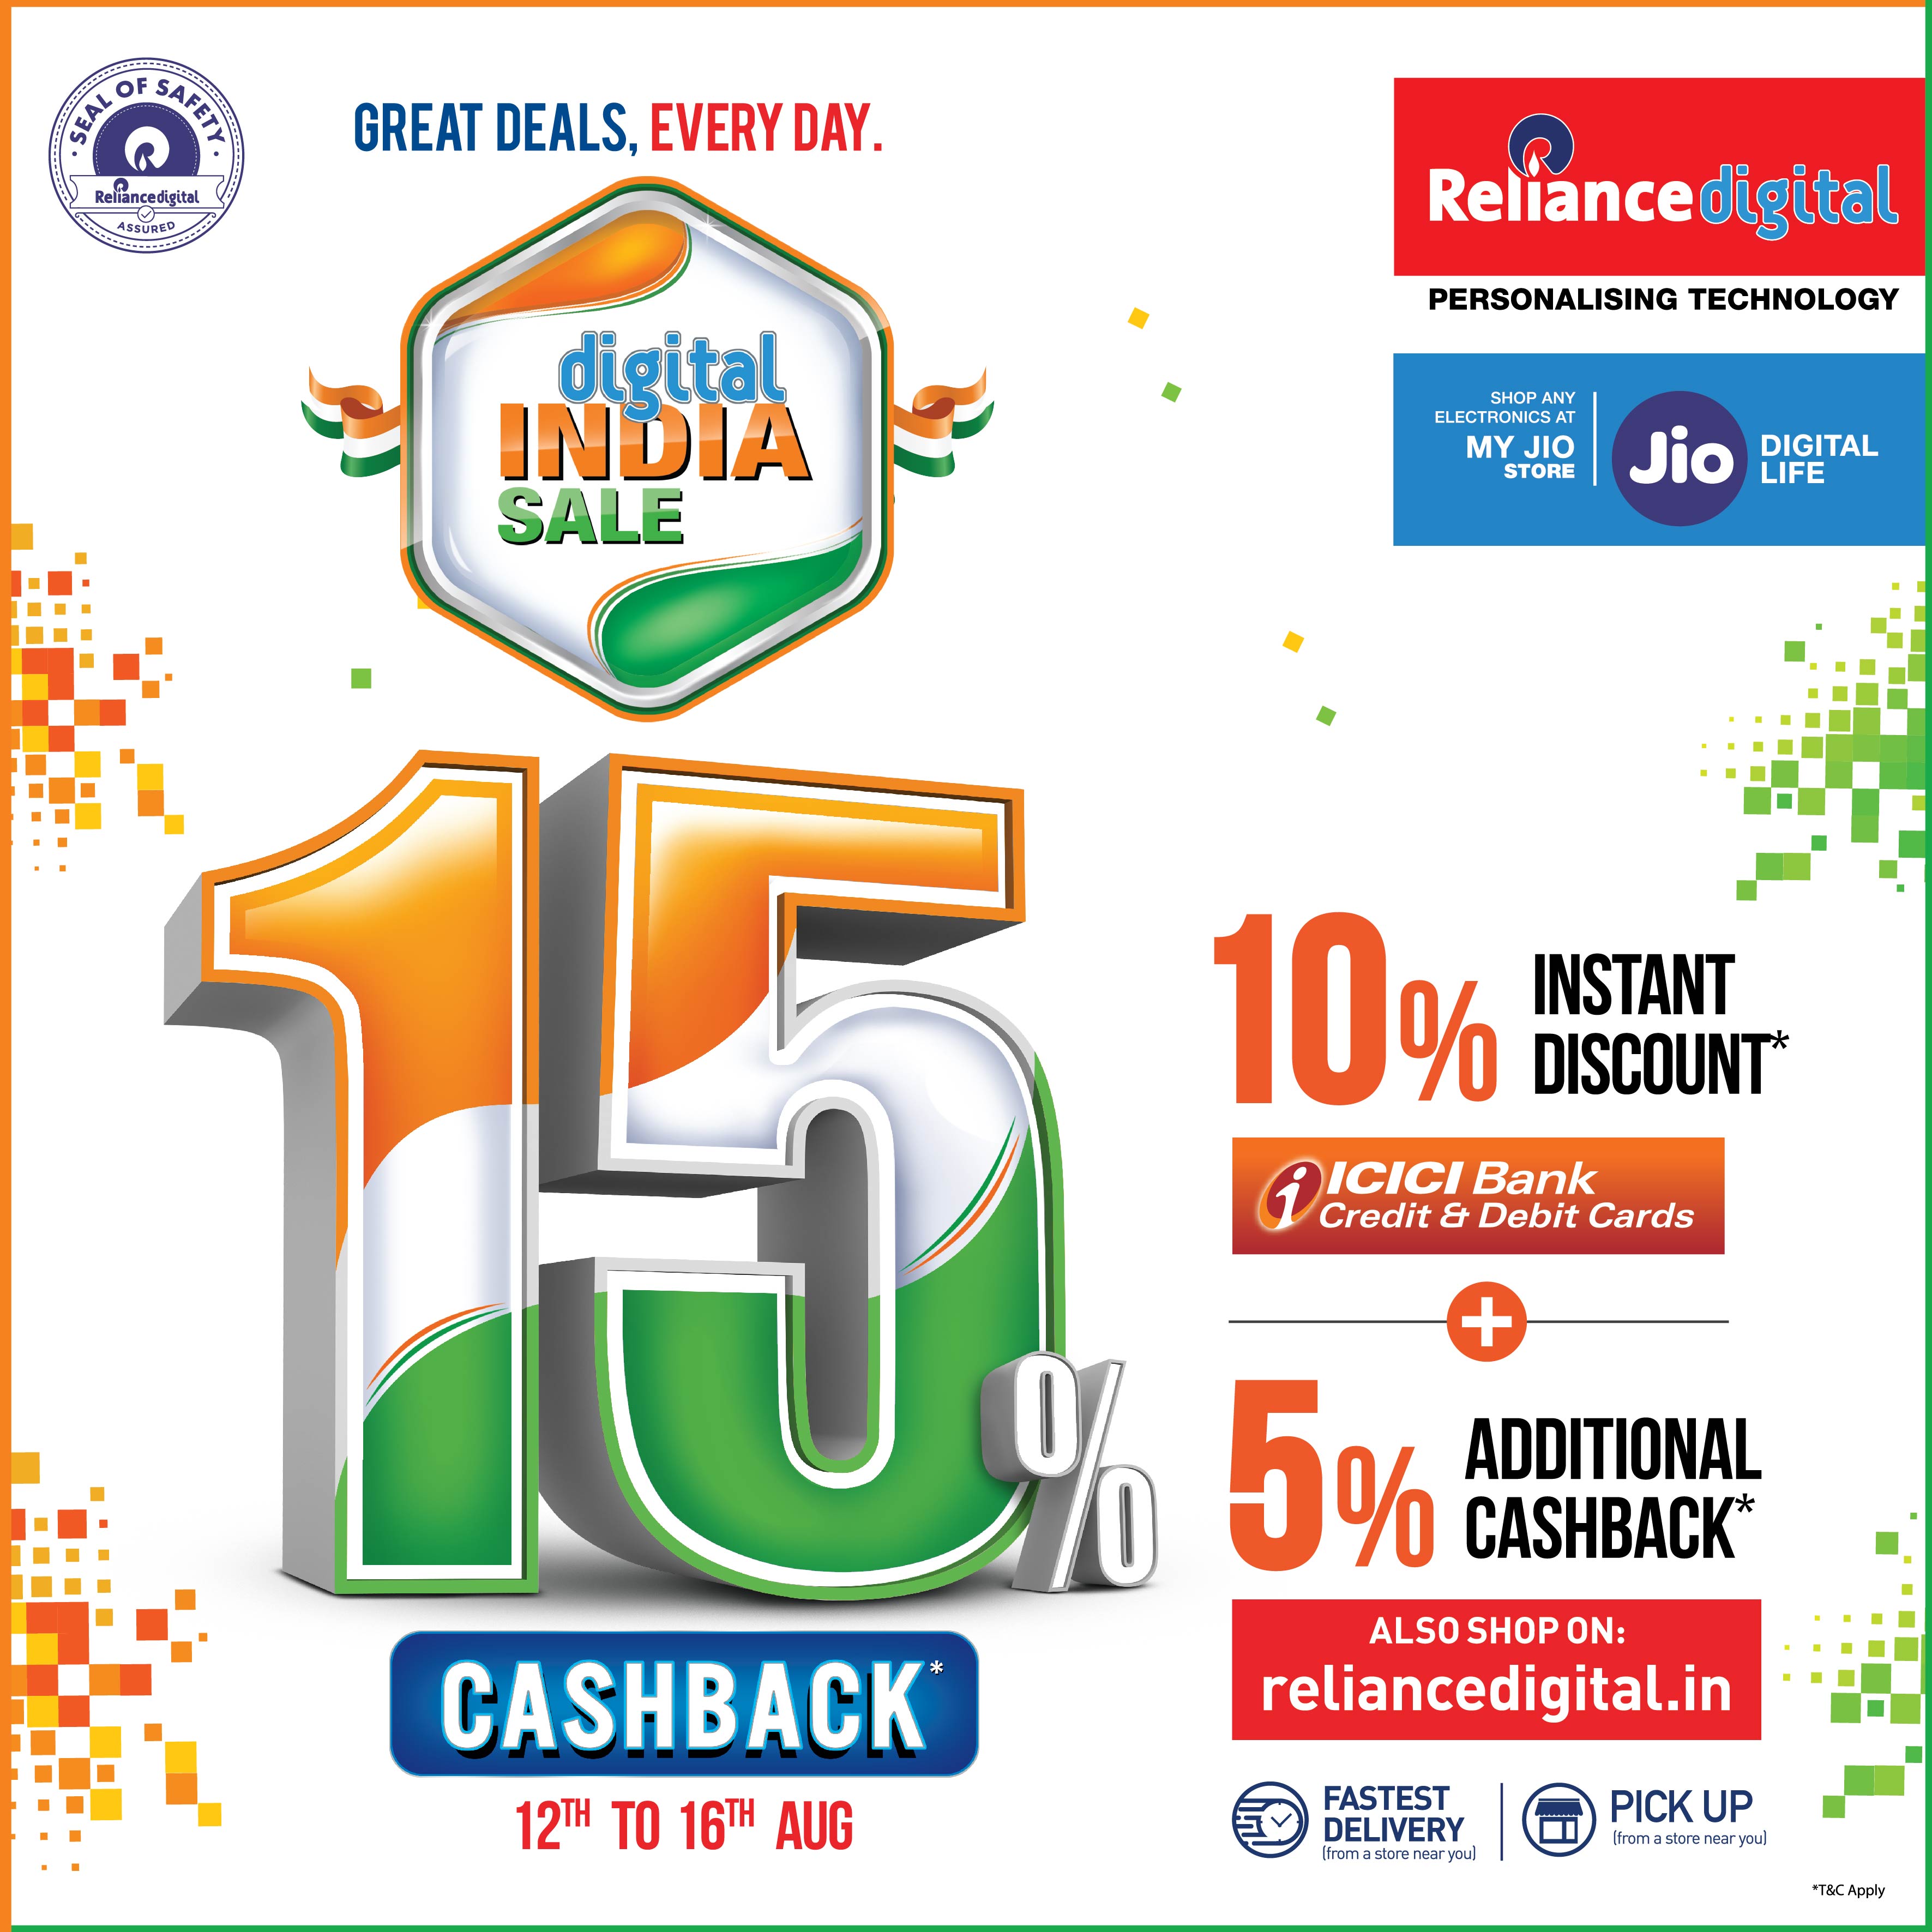 SEAL OF SAFETY
Reliancedigital
ASSURED
GREAT DEALS, EVERY DAY.
Reliancedigital
PERSONALISING TECHNOLOGY
SHOP ANY
ELECTRONICS AT
MY JIO
STORE
Jio
DIGITAL
LIFE
digital
INDIA
SALE
15%
CASHBACK*
12TH TO 16TH AUG
10% INSTANT
DISCOUNT*
i ICICI Bank
Credit & Debit Cards
+
5% ADDITIONAL
CASHBACK*
ALSO SHOP ON:
reliancedigital.in
FASTEST
DELIVERY
(from a store near you)
PICK UP
(from a store near you)
*T&C Apply